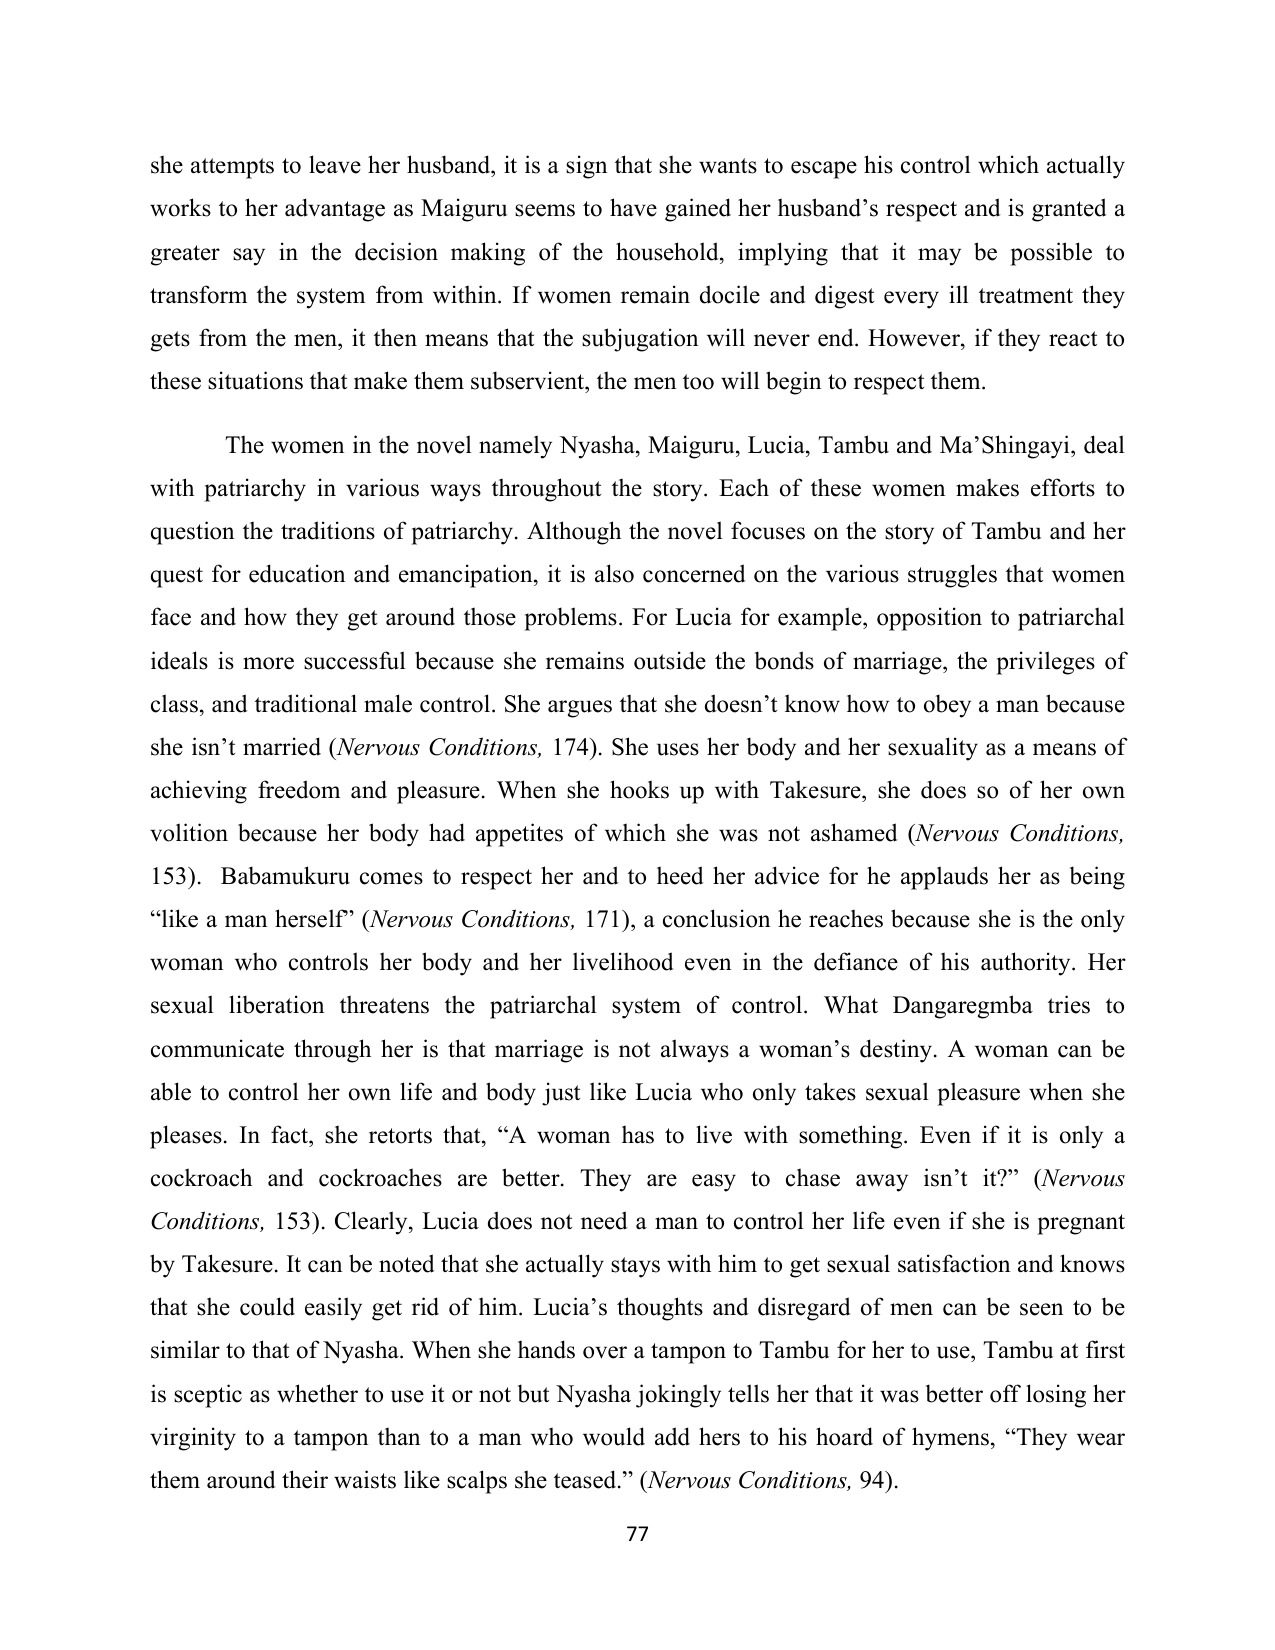 she attempts to leave her husband, it is a sign that she wants to escape his control which actually
works to her advantage as Maiguru seems to have gained her husband’s respect and is granted a
greater say in the decision making of the household, implying that it may be possible to
transform the system from within. If women remain docile and digest every ill treatment they
gets from the men, it then means that the subjugation will never end. However, if they react to
these situations that make them subservient, the men too will begin to respect them.
The women in the novel namely Nyasha, Maiguru, Lucia, Tambu and Ma’Shingayi, deal
with patriarchy in various ways throughout the story. Each of these women makes efforts to
question the traditions of patriarchy. Although the novel focuses on the story of Tambu and her
quest for education and emancipation, it is also concerned on the various struggles that women
face and how they get around those problems. For Lucia for example, opposition to patriarchal
ideals is more successful because she remains outside the bonds of marriage, the privileges of
class, and traditional male control. She argues that she doesn’t know how to obey a man because
she isn’t married (Nervous Conditions, 174). She uses her body and her sexuality as a means of
achieving freedom and pleasure. When she hooks up with Takesure, she does so of her own
volition because her body had appetites of which she was not ashamed (Nervous Conditions,
153).  Babamukuru comes to respect her and to heed her advice for he applauds her as being
“like a man herself” (Nervous Conditions, 171), a conclusion he reaches because she is the only
woman who controls her body and her livelihood even in the defiance of his authority. Her
sexual liberation threatens the patriarchal system of control. What Dangaregmba tries to
communicate through her is that marriage is not always a woman’s destiny. A woman can be
able to control her own life and body just like Lucia who only takes sexual pleasure when she
pleases. In fact, she retorts that, “A woman has to live with something. Even if it is only a
cockroach and cockroaches are better. They are easy to chase away isn’t it?” (Nervous
Conditions, 153). Clearly, Lucia does not need a man to control her life even if she is pregnant
by Takesure. It can be noted that she actually stays with him to get sexual satisfaction and knows
that she could easily get rid of him. Lucia’s thoughts and disregard of men can be seen to be
similar to that of Nyasha. When she hands over a tampon to Tambu for her to use, Tambu at first
is sceptic as whether to use it or not but Nyasha jokingly tells her that it was better off losing her
virginity to a tampon than to a man who would add hers to his hoard of hymens, “They wear
them around their waists like scalps she teased.” (Nervous Conditions, 94).
77